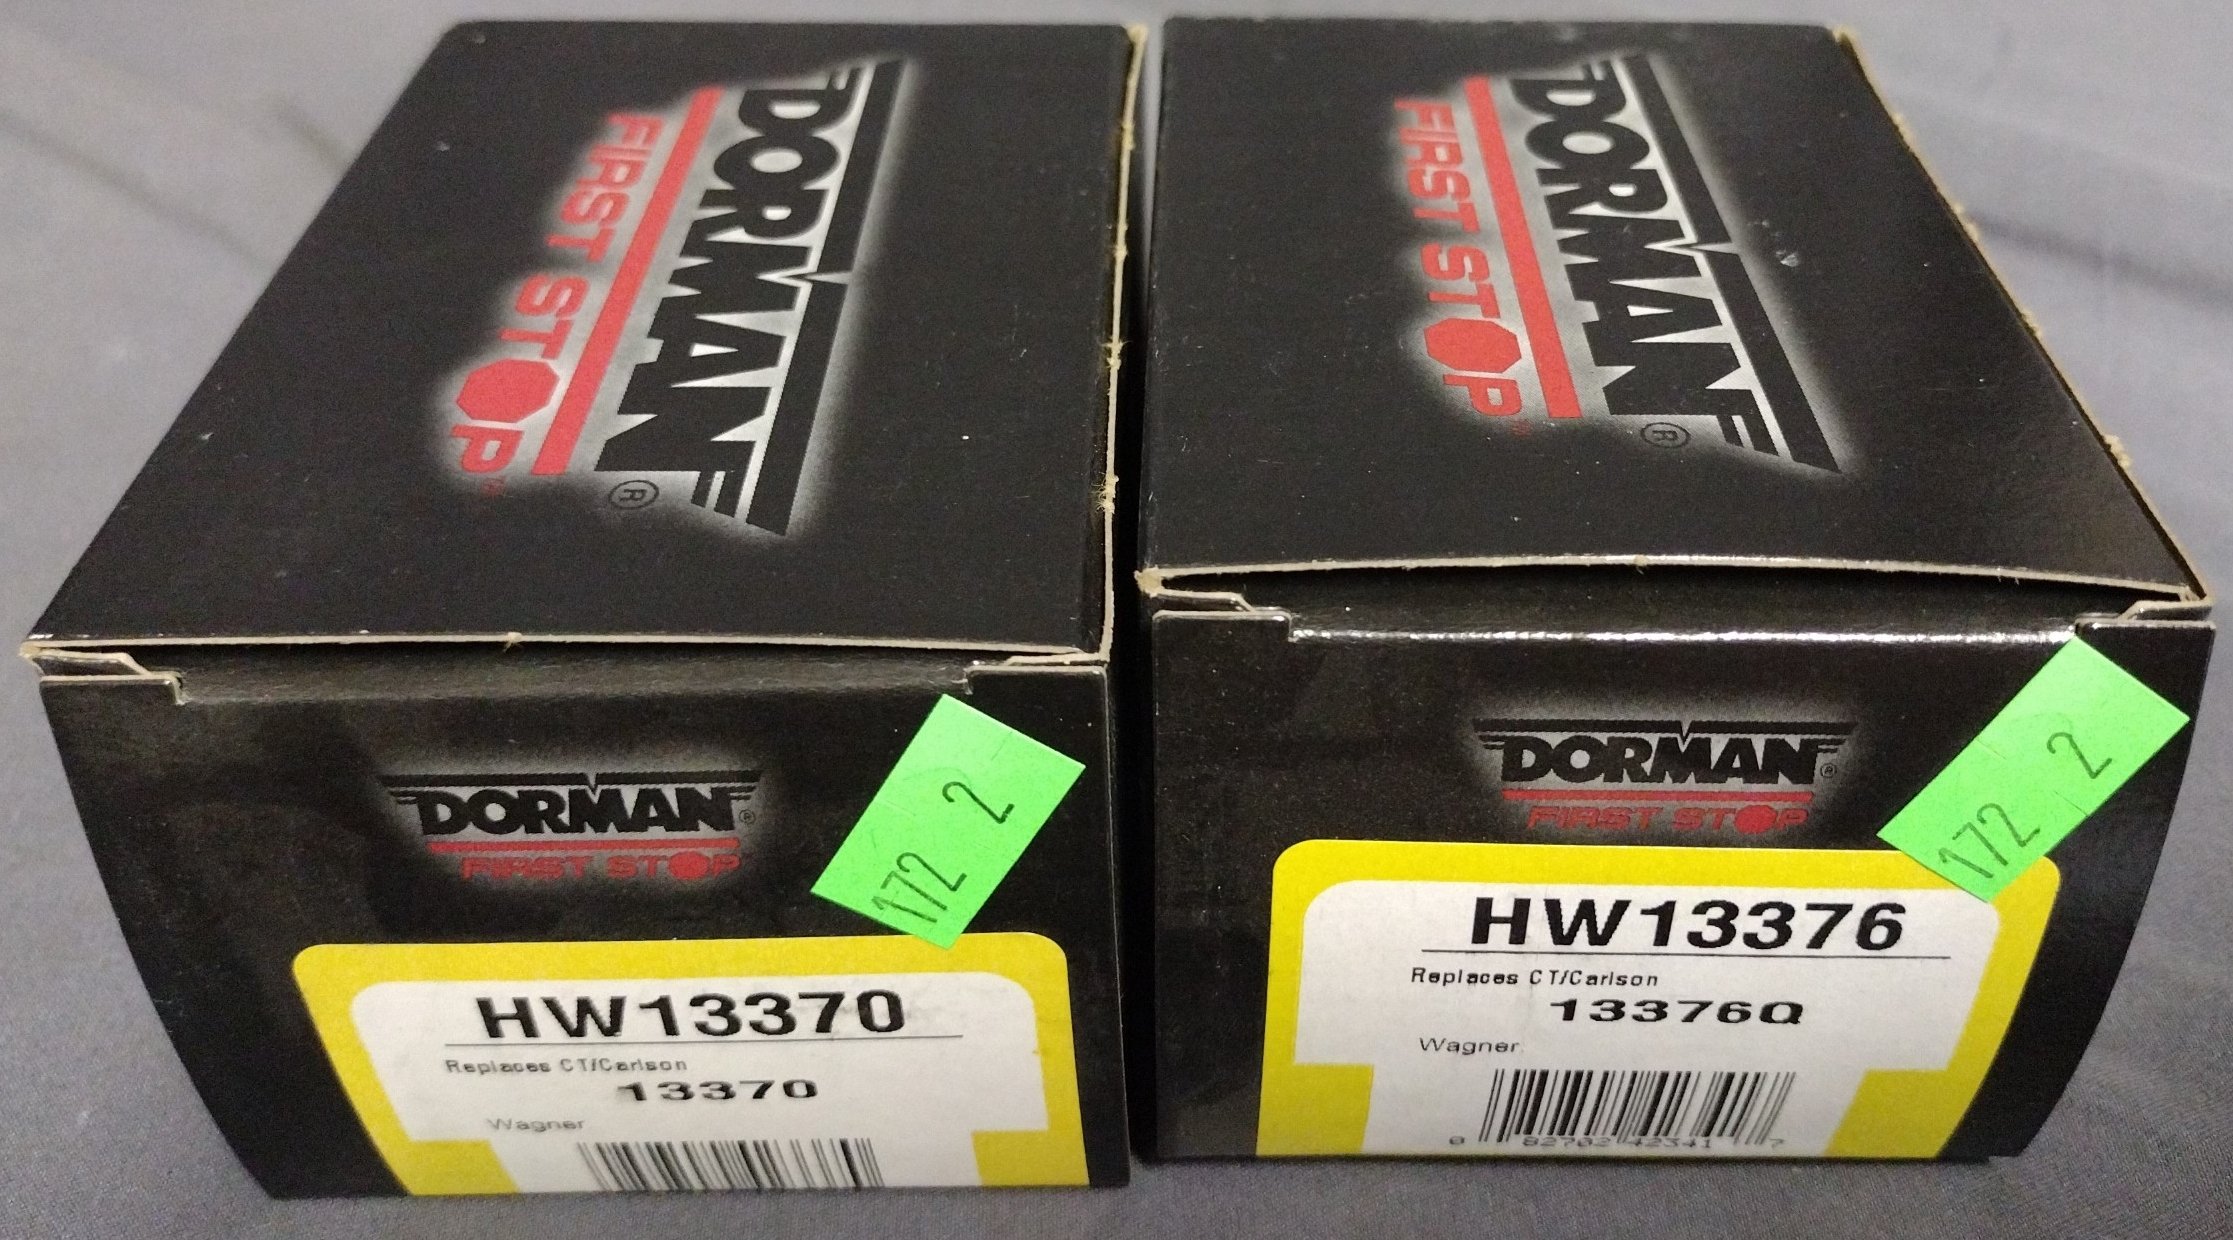 DORMAN®
FIRST STOP™
DORMAN®
FIRST STOP
172 2
HW13370
Replaces CT/Carlson
13370
Wagner
DORMAN®
FIRST STOP
DORMAN®
FIRST STOP
172 2
HW13376
Replaces CT/Carlson
13376Q
Wagner
0 82702 42341 7